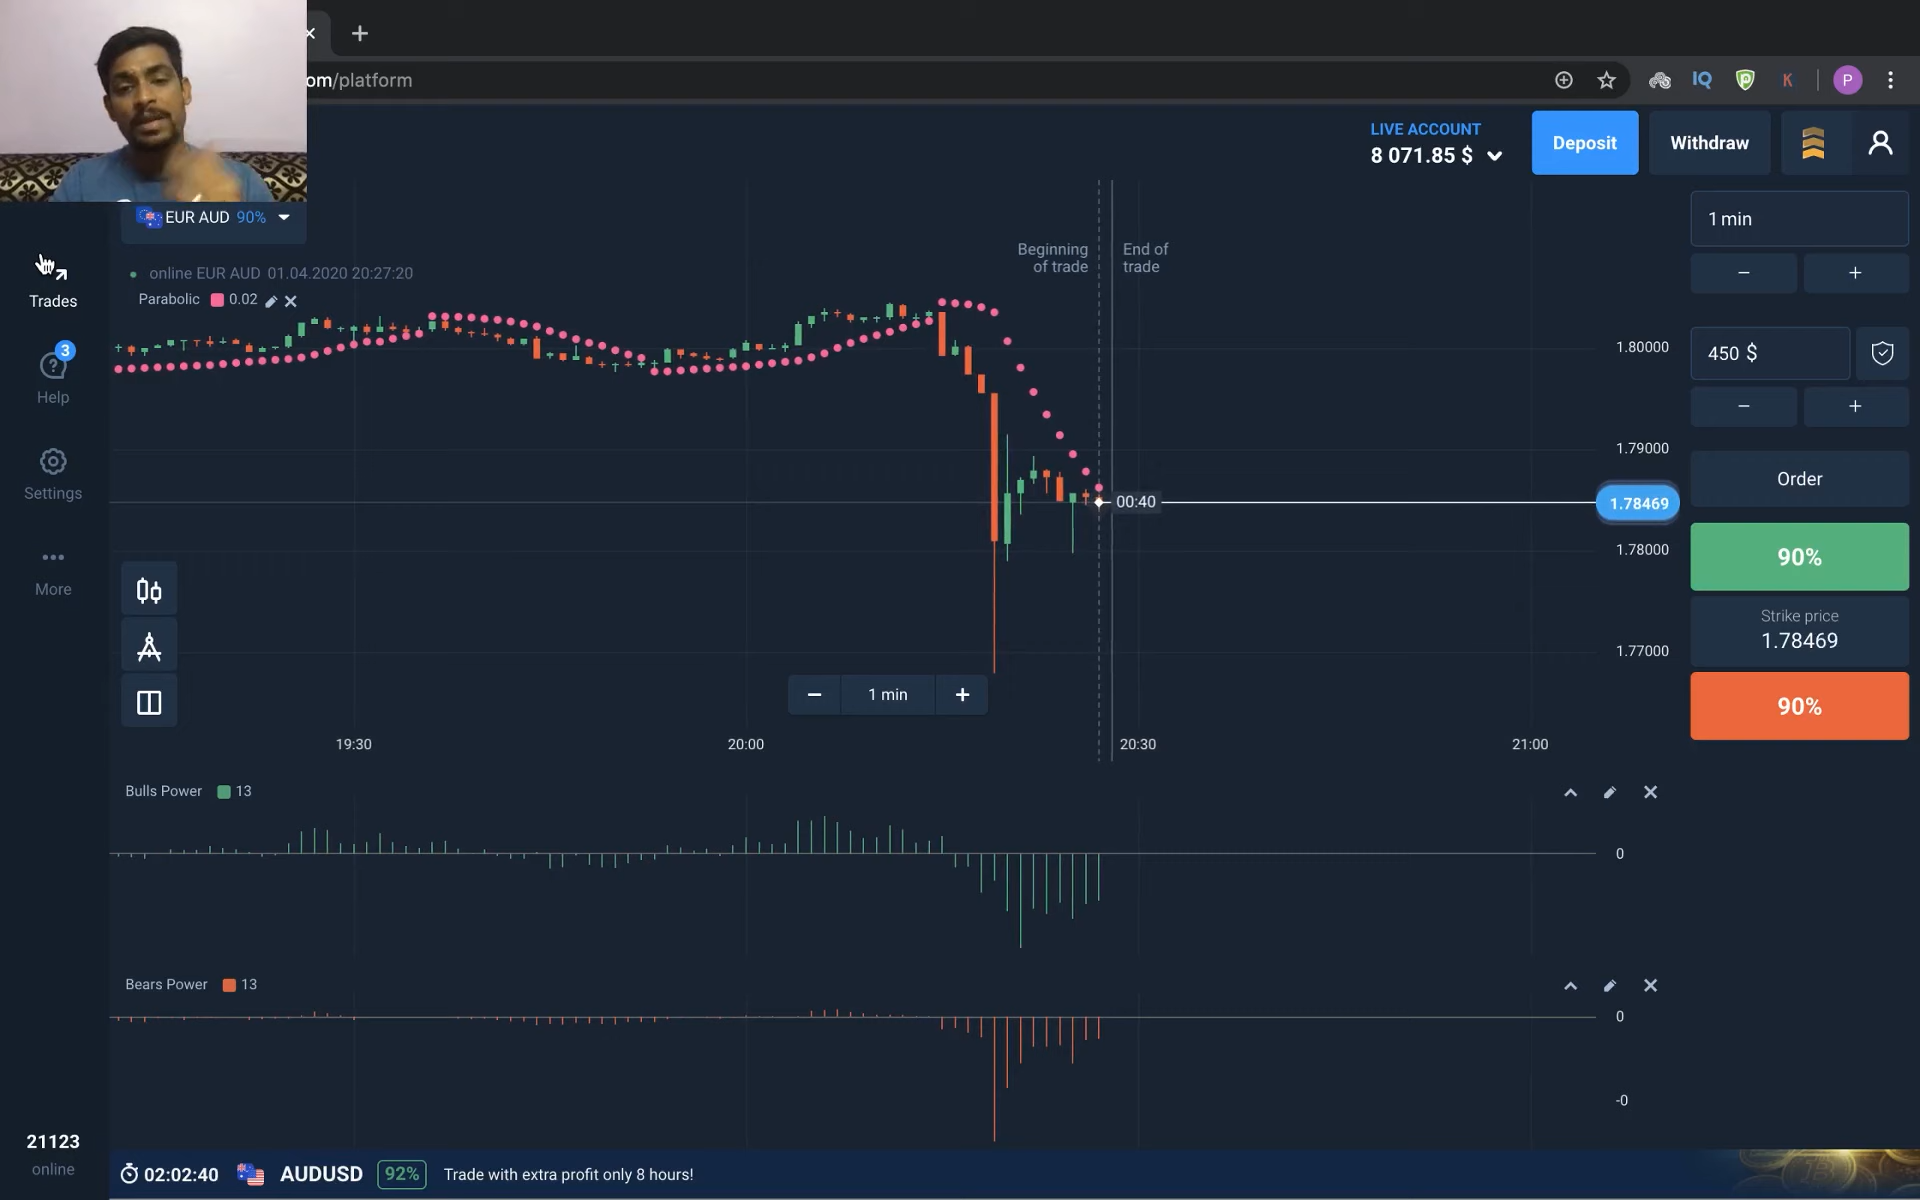 om/platform
IQ
K
P
LIVE ACCOUNT
8 071.85 $
Deposit
Withdraw
EUR AUD 90%
online EUR AUD 01.04.2020 20:27:20
Parabolic 0.02
Trades
3
Help
Settings
More
Beginning of trade
End of trade
1 min
− +
450 $
− +
Order
90%
Strike price
1.78469
90%
1.80000
1.79000
1.78469
1.78000
1.77000
00:40
− 1 min +
19:30 20:00 20:30 21:00
Bulls Power 13
0
Bears Power 13
0
-0
21123
online
02:02:40 AUDUSD 92% Trade with extra profit only 8 hours!